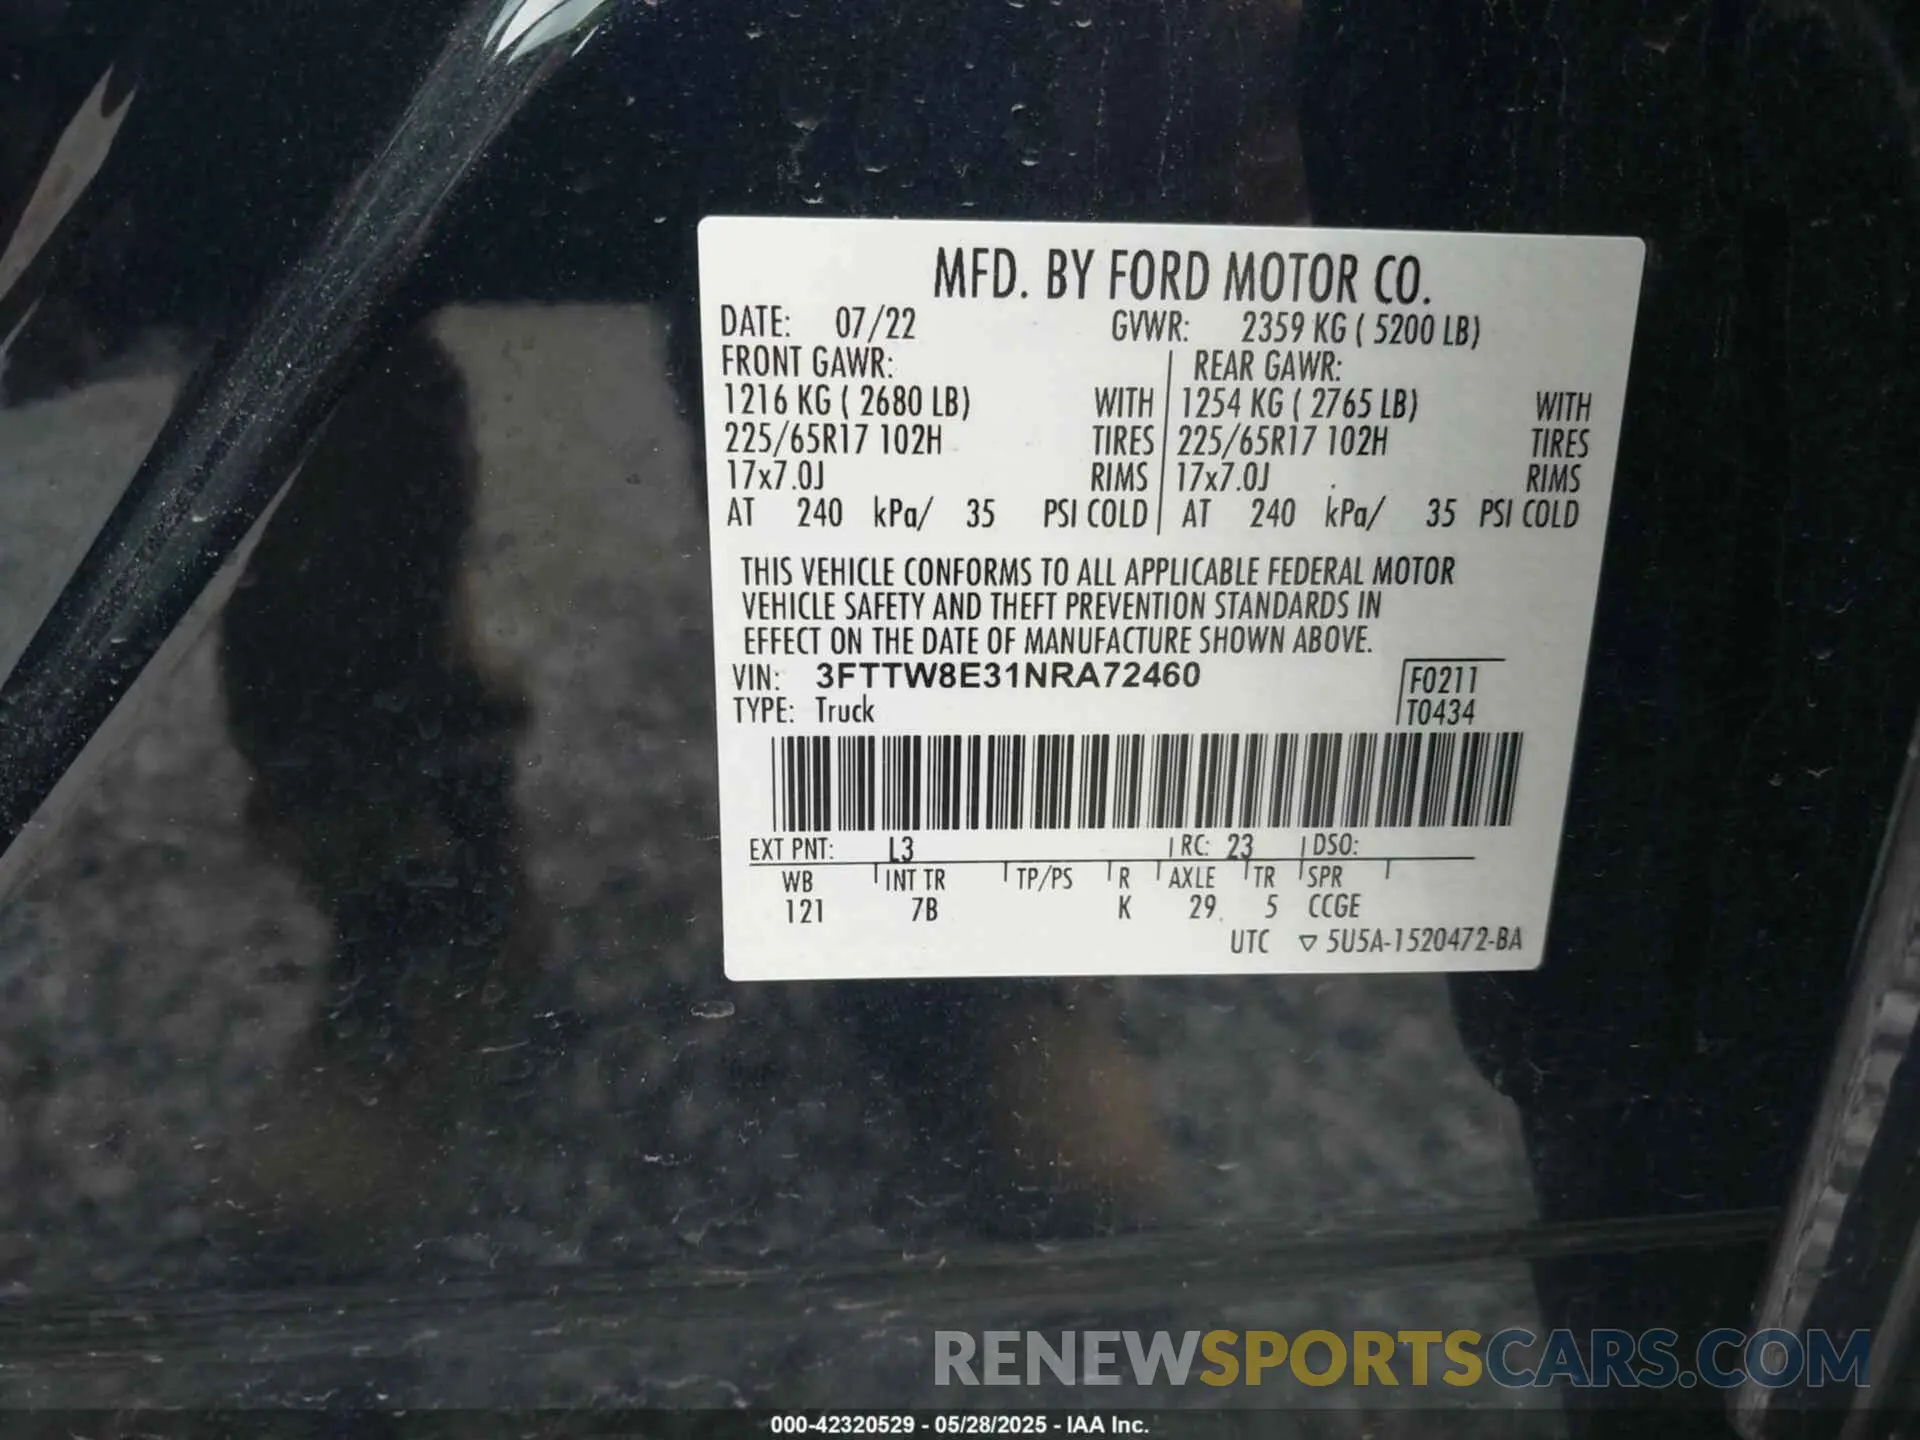 MFD. BY FORD MOTOR CO.
DATE: 07/22 GVWR: 2359 KG ( 5200 LB)
FRONT GAWR: REAR GAWR:
1216 KG ( 2680 LB) WITH 1254 KG ( 2765 LB) WITH
225/65R17 102H TIRES 225/65R17 102H TIRES
17x7.0J RIMS 17x7.0J RIMS
AT 240 kPa/ 35 PSI COLD AT 240 kPa/ 35 PSI COLD
THIS VEHICLE CONFORMS TO ALL APPLICABLE FEDERAL MOTOR
VEHICLE SAFETY AND THEFT PREVENTION STANDARDS IN
EFFECT ON THE DATE OF MANUFACTURE SHOWN ABOVE.
VIN: 3FTTW8E31NRA72460 F0211
TYPE: Truck T0434
EXT PNT: L3 RC: 23 DSO:
WB INT TR TP/PS R AXLE TR SPR
121 7B K 29 5 CCGE
UTC ▽ 5U5A-1520472-BA
RENEWSPORTSCARS.COM
000-42320529 - 05/28/2025 - IAA Inc.